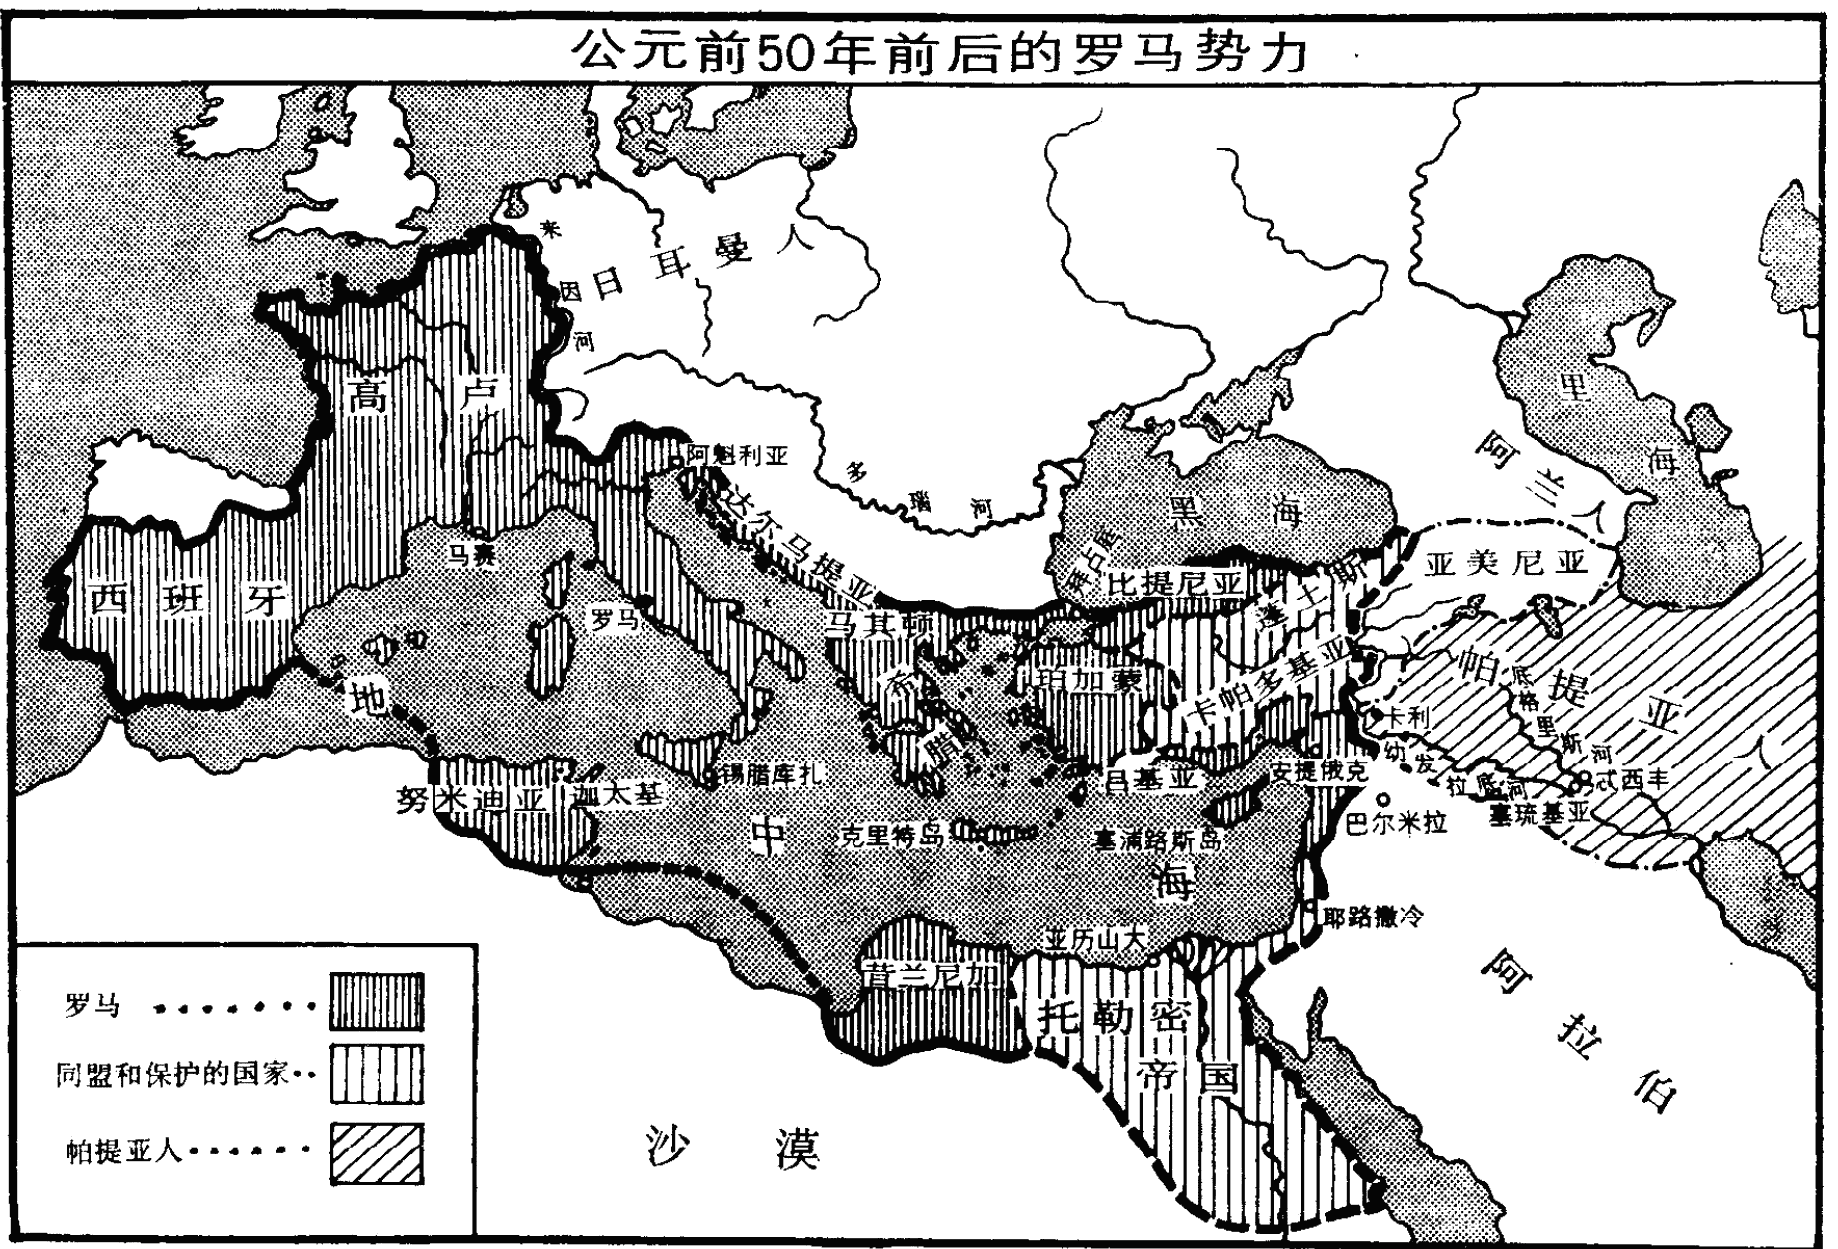 公元前50年前后的罗马势力
来因河
日耳曼人
高卢
阿魁利亚
多瑙河
达尔马提亚
马赛
西班牙
罗马
黑海
里海
阿兰人
拜占庭
比提尼亚
蓬土斯
亚美尼亚
马其顿
希腊
珀加蒙
卡帕多基亚
帕提亚人
底格里斯河
卡利
幼发拉底河
地中海
锡腊库扎
努米迪亚
迦太基
吕基亚
安提俄克
忒西丰
塞琉基亚
巴尔米拉
克里特岛
塞浦路斯岛
耶路撒冷
亚历山大
昔兰尼加
托勒密
帝国
阿拉伯
沙漠
罗马
同盟和保护的国家
帕提亚人